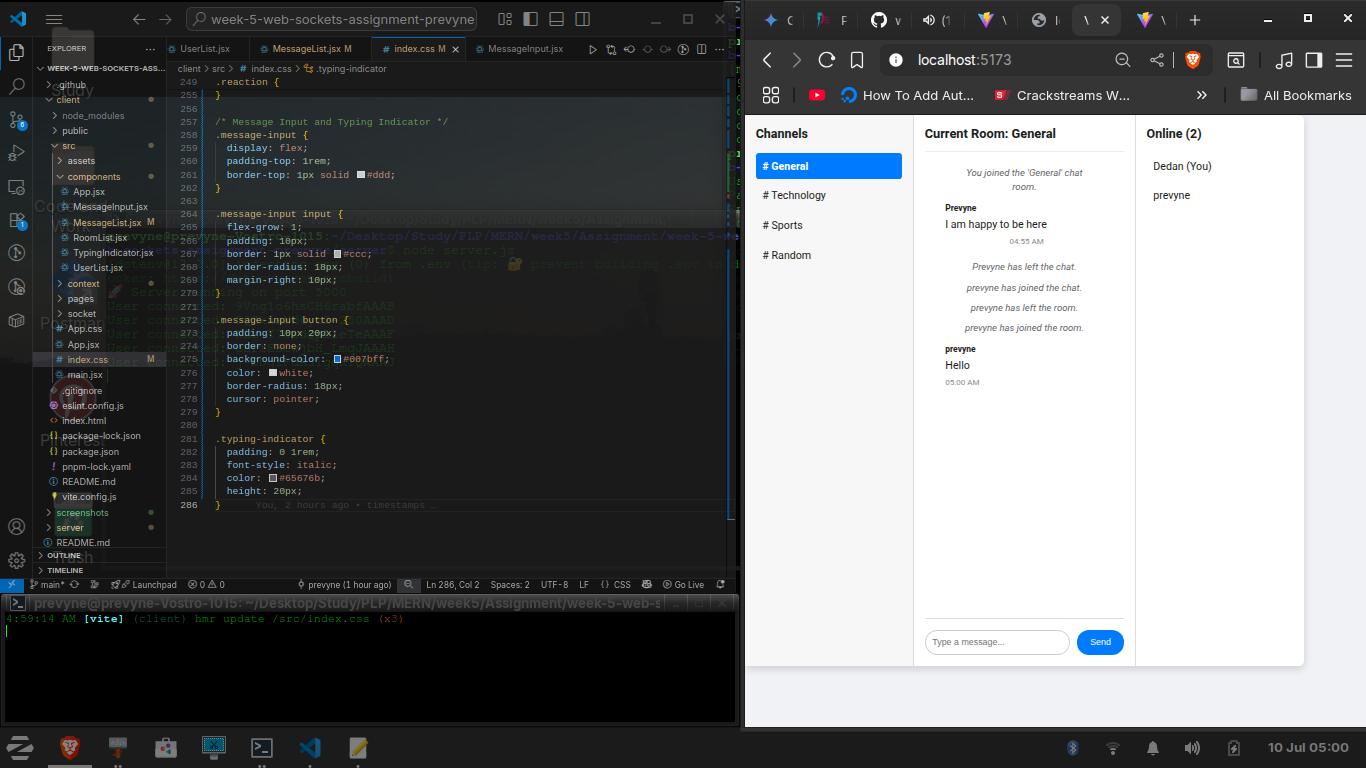 week-5-web-sockets-assignment-prevyne
EXPLORER
WEEK-5-WEB-SOCKETS-ASS...
.github
client
node_modules
public
src
assets
components
App.jsx
MessageInput.jsx
MessageList.jsx M
RoomList.jsx
TypingIndicator.jsx
UserList.jsx
context
pages
socket
App.css
App.jsx
index.css M
main.jsx
.gitignore
eslint.config.js
index.html
package-lock.json
package.json
pnpm-lock.yaml
README.md
vite.config.js
screenshots
server
README.md
OUTLINE
TIMELINE
UserList.jsx MessageList.jsx M index.css M MessageInput.jsx
client > src > index.css > .typing-indicator
249 .reaction {
255 }
256
257 /* Message Input and Typing Indicator */
258 .message-input {
259 display: flex;
260 padding-top: 1rem;
261 border-top: 1px solid #ddd;
262 }
263
264 .message-input input {
265 flex-grow: 1;
266 padding: 10px;
267 border: 1px solid #ccc;
268 border-radius: 18px;
269 margin-right: 10px;
270 }
271
272 .message-input button {
273 padding: 10px 20px;
274 border: none;
275 background-color: #007bff;
276 color: white;
277 border-radius: 18px;
278 cursor: pointer;
279 }
280
281 .typing-indicator {
282 padding: 0 1rem;
283 font-style: italic;
284 color: #65676b;
285 height: 20px;
286 } You, 2 hours ago • timestamps …
main* Launchpad 0 0 prevyne (1 hour ago) Ln 286, Col 2 Spaces: 2 UTF-8 LF {} CSS Go Live
prevyne@prevyne-Vostro-1015: ~/Desktop/Study/PLP/MERN/week5/Assignment/week-5-web-s
4:59:14 AM [vite] (client) hmr update /src/index.css (x3)
localhost:5173
How To Add Aut... Crackstreams W... » All Bookmarks
Channels
# General
# Technology
# Sports
# Random
Current Room: General
You joined the 'General' chat
room.
Prevyne
I am happy to be here
04:55 AM
Prevyne has left the chat.
prevyne has joined the chat.
prevyne has left the room.
prevyne has joined the room.
prevyne
Hello
05:00 AM
Type a message...
Send
Online (2)
Dedan (You)
prevyne
10 Jul 05:00